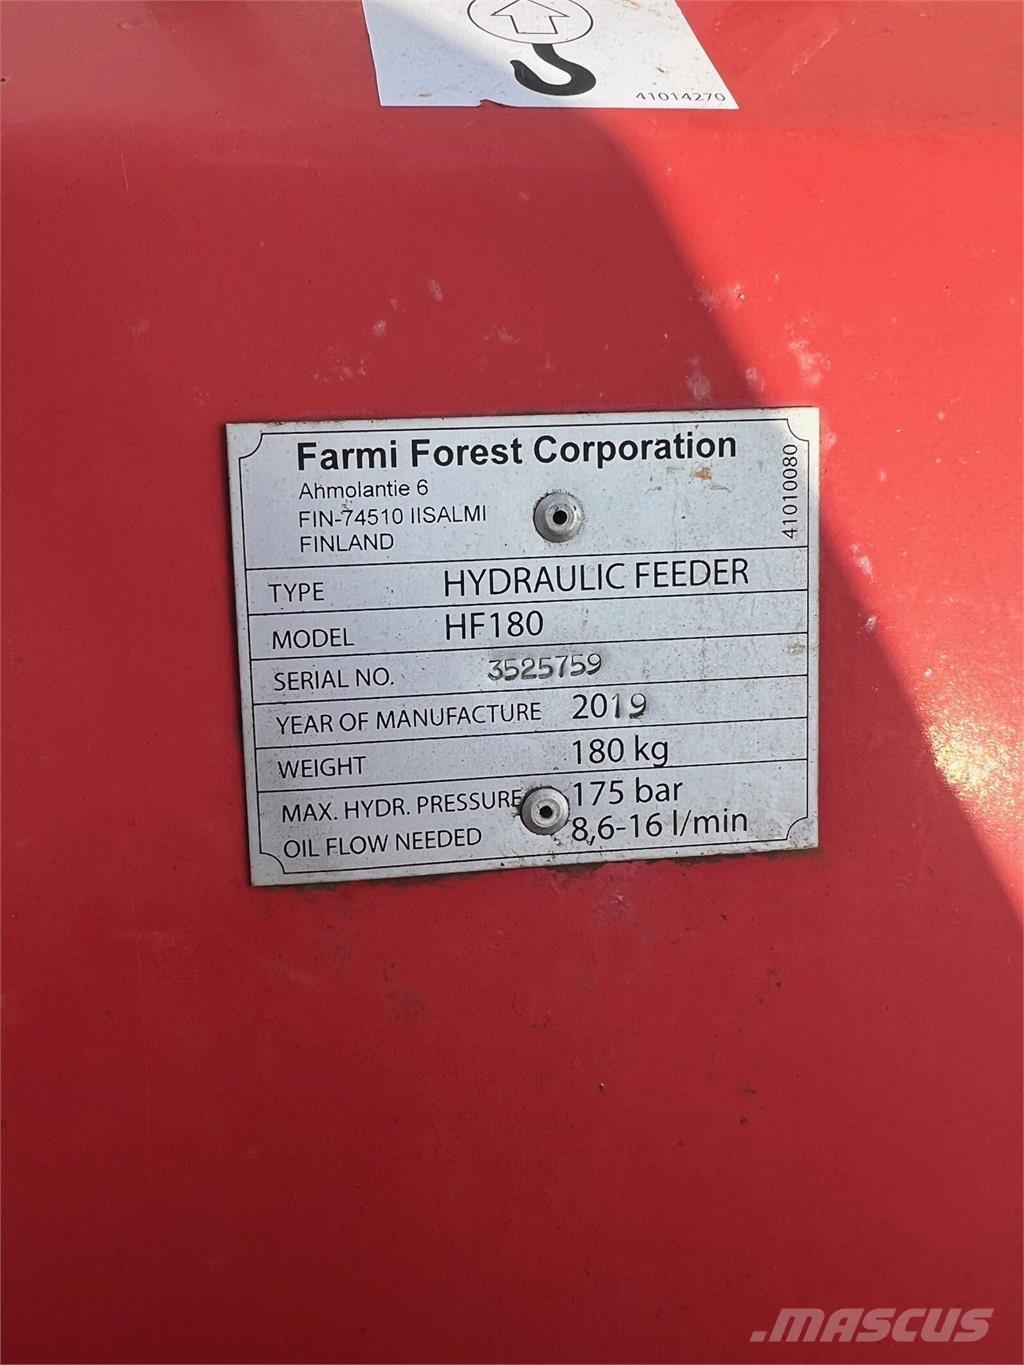 41014270
Farmi Forest Corporation
Ahmolantie 6
FIN-74510 IISALMI
FINLAND
41010080
TYPE HYDRAULIC FEEDER
MODEL HF180
SERIAL NO. 3525759
YEAR OF MANUFACTURE 2019
WEIGHT 180 kg
MAX. HYDR. PRESSURE 175 bar
OIL FLOW NEEDED 8,6-16 l/min
MASCUS